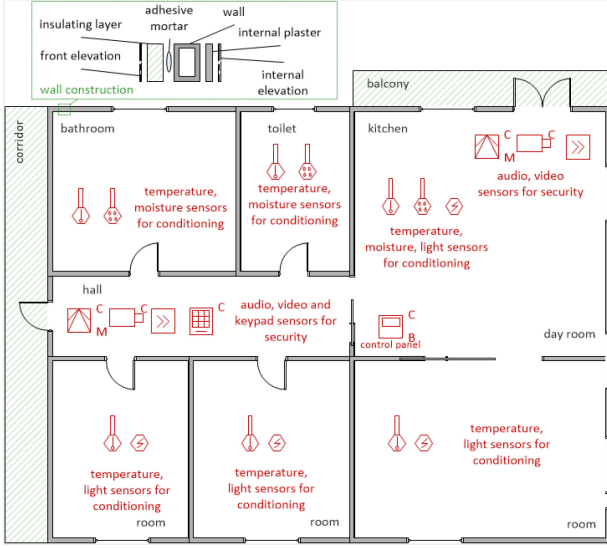 adhesive
mortar
wall
insulating layer
internal plaster
front elevation
internal
elevation
wall construction
balcony
corridor
bathroom
toilet
kitchen
C
C
M
audio, video
sensors for security
temperature,
moisture sensors
for conditioning
temperature,
moisture sensors
for conditioning
temperature,
moisture, light sensors
for conditioning
hall
C
C
C
M
audio, video and
keypad sensors for
security
C
B
control panel
day room
temperature,
light sensors for
conditioning
room
temperature,
light sensors for
conditioning
room
temperature,
light sensors for
conditioning
room